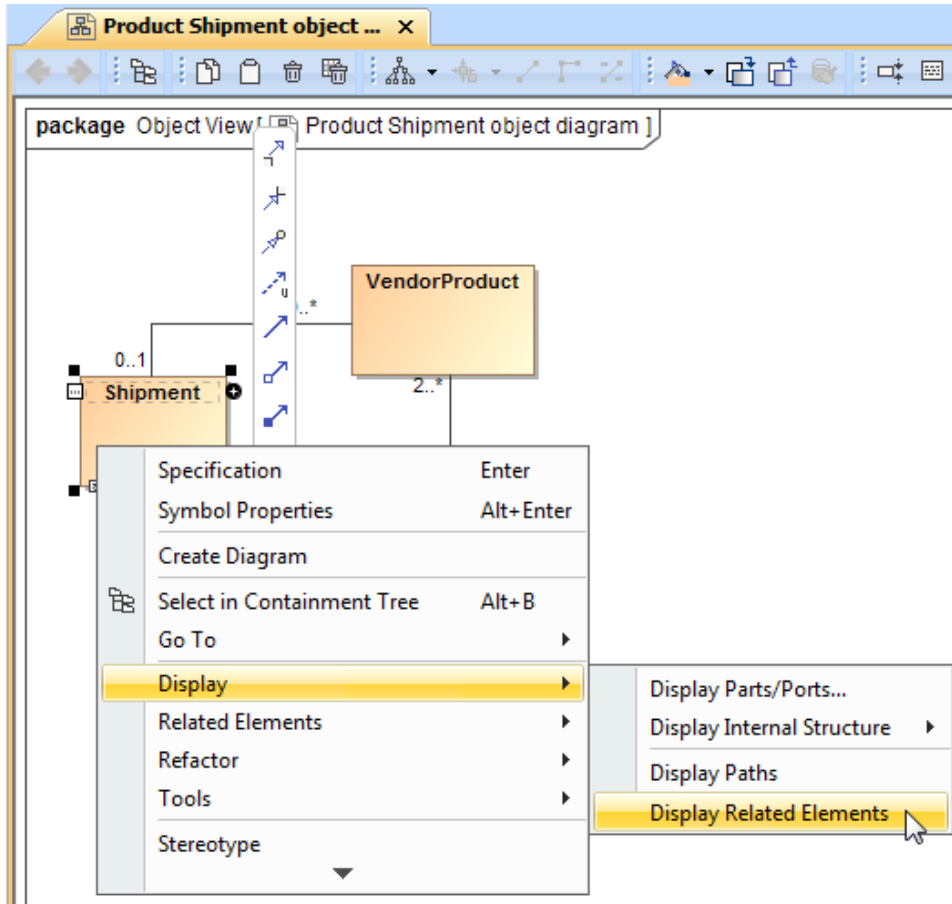 Product Shipment object ... X
package Object View [ Product Shipment object diagram ]
u
..*
VendorProduct
0..1
2..*
Shipment
Specification Enter
Symbol Properties Alt+Enter
Create Diagram
Select in Containment Tree Alt+B
Go To
Display
Display Parts/Ports...
Related Elements
Display Internal Structure
Refactor
Display Paths
Tools
Display Related Elements
Stereotype